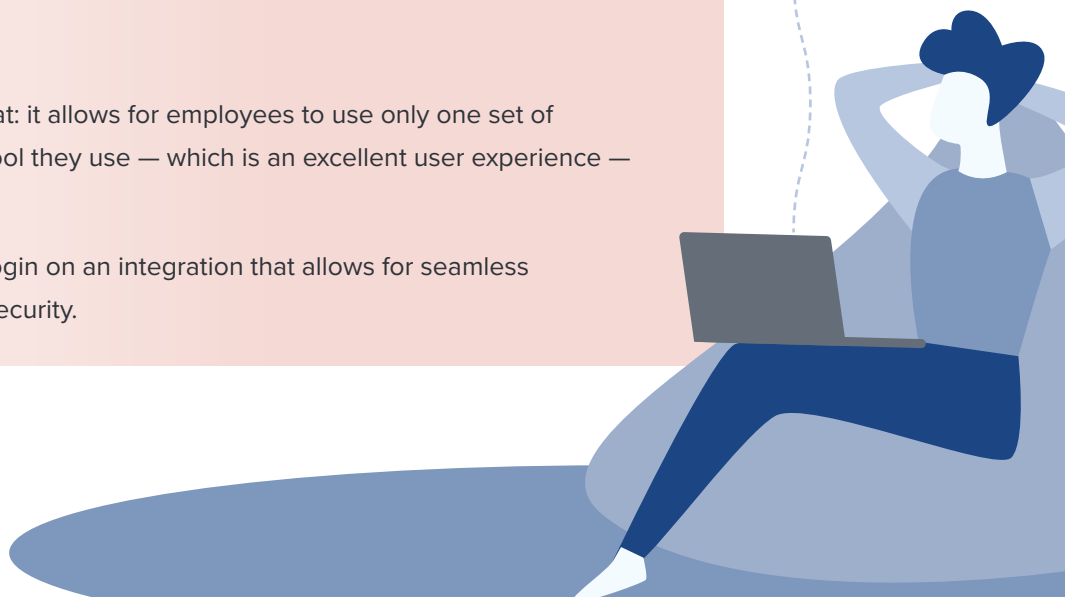 at: it allows for employees to use only one set of
ol they use — which is an excellent user experience —
ogin on an integration that allows for seamless
ecurity.